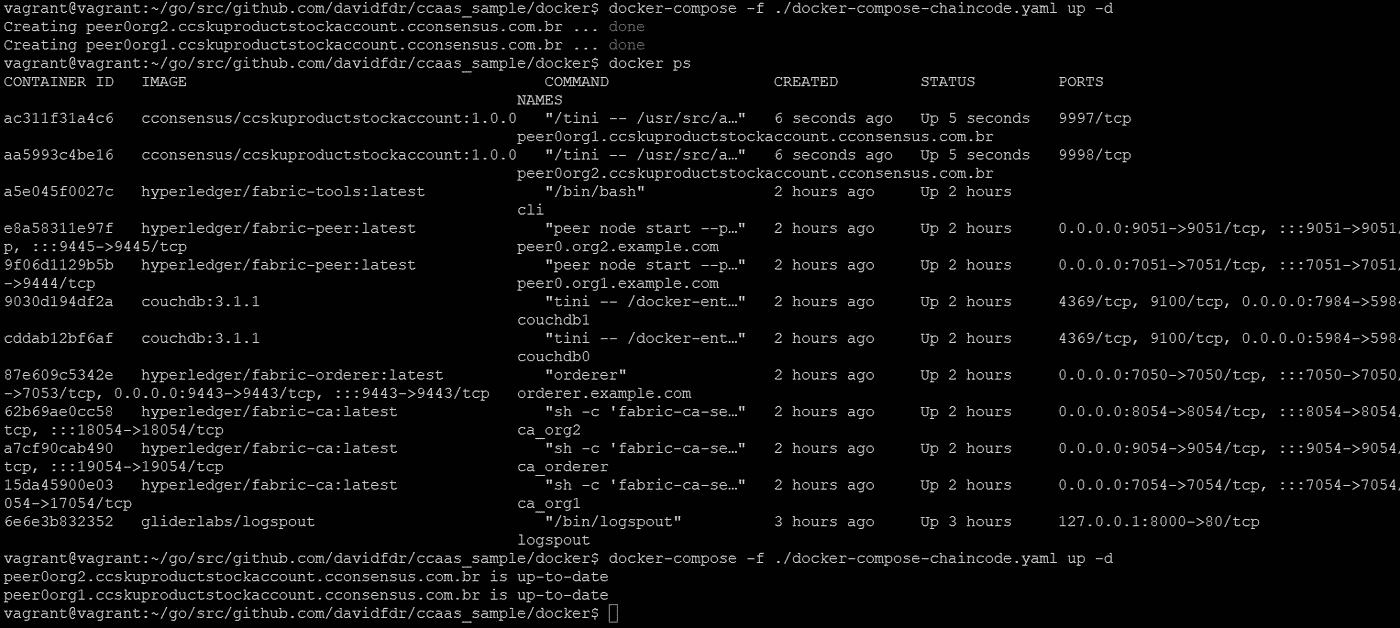 vagrant@vagrant:~/go/src/github.com/davidfdr/ccaas_sample/docker$ docker-compose -f ./docker-compose-chaincode.yaml up -d
Creating peer0org2.ccskuproductstockaccount.cconsensus.com.br ... done
Creating peer0org1.ccskuproductstockaccount.cconsensus.com.br ... done
vagrant@vagrant:~/go/src/github.com/davidfdr/ccaas_sample/docker$ docker ps
CONTAINER ID   IMAGE                                       COMMAND                  CREATED         STATUS         PORTS
                                                        NAMES
ac311f31a4c6   cconsensus/ccskuproductstockaccount:1.0.0   "/tini -- /usr/src/a…"   6 seconds ago   Up 5 seconds   9997/tcp
                                                        peer0org1.ccskuproductstockaccount.cconsensus.com.br
aa5993c4be16   cconsensus/ccskuproductstockaccount:1.0.0   "/tini -- /usr/src/a…"   6 seconds ago   Up 5 seconds   9998/tcp
                                                        peer0org2.ccskuproductstockaccount.cconsensus.com.br
a5e045f0027c   hyperledger/fabric-tools:latest             "/bin/bash"              2 hours ago     Up 2 hours
                                                        cli
e8a58311e97f   hyperledger/fabric-peer:latest              "peer node start --p…"   2 hours ago     Up 2 hours     0.0.0.0:9051->9051/tcp, :::9051->9051/
p, :::9445->9445/tcp                                    peer0.org2.example.com
9f06d1129b5b   hyperledger/fabric-peer:latest              "peer node start --p…"   2 hours ago     Up 2 hours     0.0.0.0:7051->7051/tcp, :::7051->7051/
->9444/tcp                                              peer0.org1.example.com
9030d194df2a   couchdb:3.1.1                               "tini -- /docker-ent…"   2 hours ago     Up 2 hours     4369/tcp, 9100/tcp, 0.0.0.0:7984->598
                                                        couchdb1
cddab12bf6af   couchdb:3.1.1                               "tini -- /docker-ent…"   2 hours ago     Up 2 hours     4369/tcp, 9100/tcp, 0.0.0.0:5984->598
                                                        couchdb0
87e609c5342e   hyperledger/fabric-orderer:latest           "orderer"                2 hours ago     Up 2 hours     0.0.0.0:7050->7050/tcp, :::7050->7050/
->7053/tcp, 0.0.0.0:9443->9443/tcp, :::9443->9443/tcp   orderer.example.com
62b69ae0cc58   hyperledger/fabric-ca:latest                "sh -c 'fabric-ca-se…"   2 hours ago     Up 2 hours     0.0.0.0:8054->8054/tcp, :::8054->8054/
tcp, :::18054->18054/tcp                                ca_org2
a7cf90cab490   hyperledger/fabric-ca:latest                "sh -c 'fabric-ca-se…"   2 hours ago     Up 2 hours     0.0.0.0:9054->9054/tcp, :::9054->9054/
tcp, :::19054->19054/tcp                                ca_orderer
15da45900e03   hyperledger/fabric-ca:latest                "sh -c 'fabric-ca-se…"   2 hours ago     Up 2 hours     0.0.0.0:7054->7054/tcp, :::7054->7054/
054->17054/tcp                                          ca_org1
6e6e3b832352   gliderlabs/logspout                         "/bin/logspout"          3 hours ago     Up 3 hours     127.0.0.1:8000->80/tcp
                                                        logspout
vagrant@vagrant:~/go/src/github.com/davidfdr/ccaas_sample/docker$ docker-compose -f ./docker-compose-chaincode.yaml up -d
peer0org2.ccskuproductstockaccount.cconsensus.com.br is up-to-date
peer0org1.ccskuproductstockaccount.cconsensus.com.br is up-to-date
vagrant@vagrant:~/go/src/github.com/davidfdr/ccaas_sample/docker$